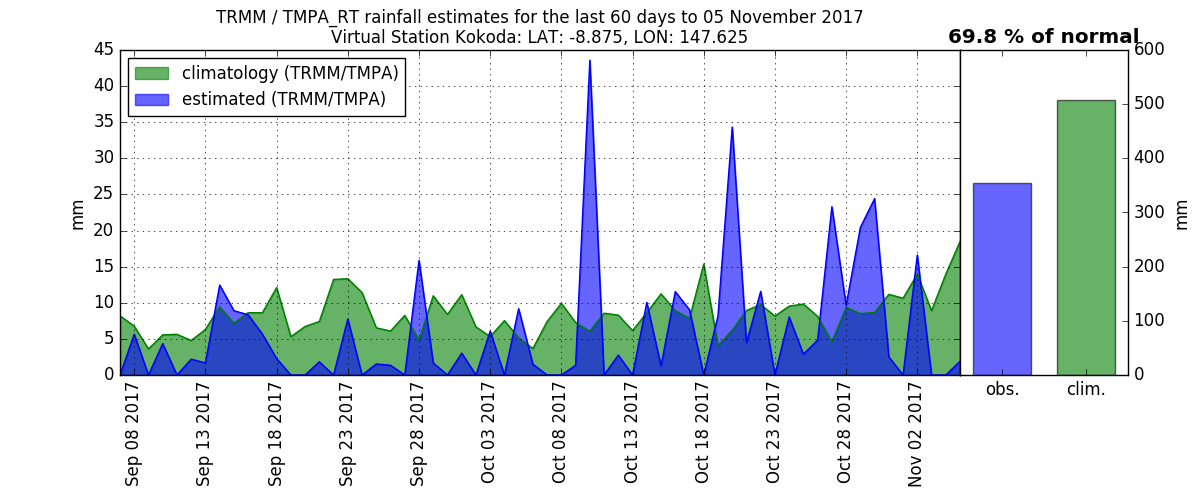 TRMM / TMPA_RT rainfall estimates for the last 60 days to 05 November 2017
Virtual Station Kokoda: LAT: -8.875, LON: 147.625
69.8 % of normal
climatology (TRMM/TMPA)
estimated (TRMM/TMPA)
45
40
35
30
25
20
15
10
5
0
mm
Sep 08 2017
Sep 13 2017
Sep 18 2017
Sep 23 2017
Sep 28 2017
Oct 03 2017
Oct 08 2017
Oct 13 2017
Oct 18 2017
Oct 23 2017
Oct 28 2017
Nov 02 2017
obs.
clim.
600
500
400
300
200
100
0
mm